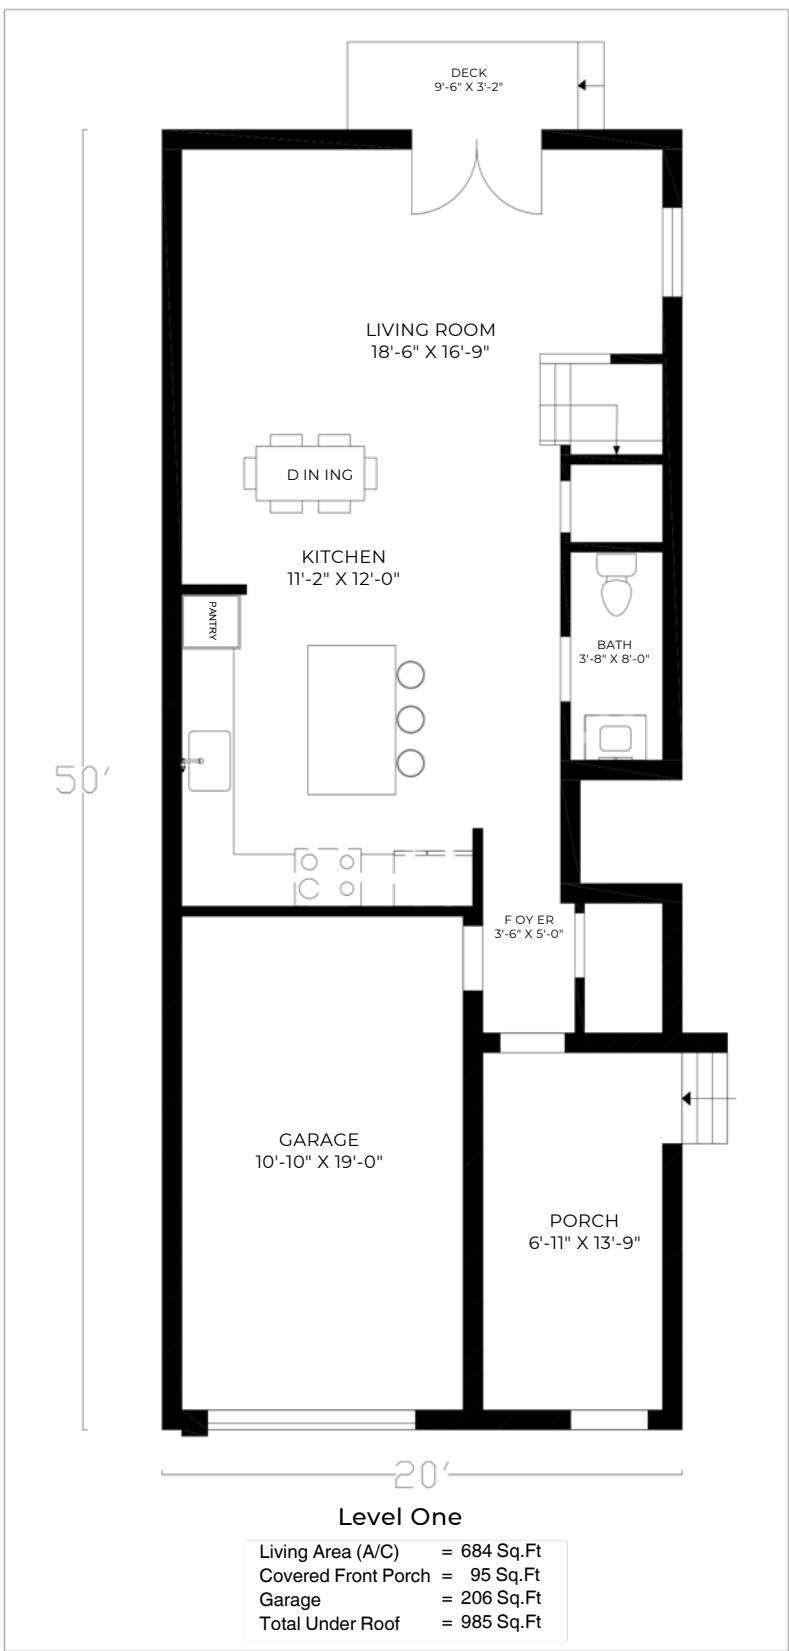 DECK
9'-6" X 3'-2"
LIVING ROOM
18'-6" X 16'-9"
D IN ING
KITCHEN
11'-2" X 12'-0"
PANTRY
BATH
3'-8" X 8'-0"
50'
F OY ER
3'-6" X 5'-0"
GARAGE
10'-10" X 19'-0"
PORCH
6'-11" X 13'-9"
20'
Level One
Living Area (A/C) = 684 Sq.Ft
Covered Front Porch = 95 Sq.Ft
Garage = 206 Sq.Ft
Total Under Roof = 985 Sq.Ft